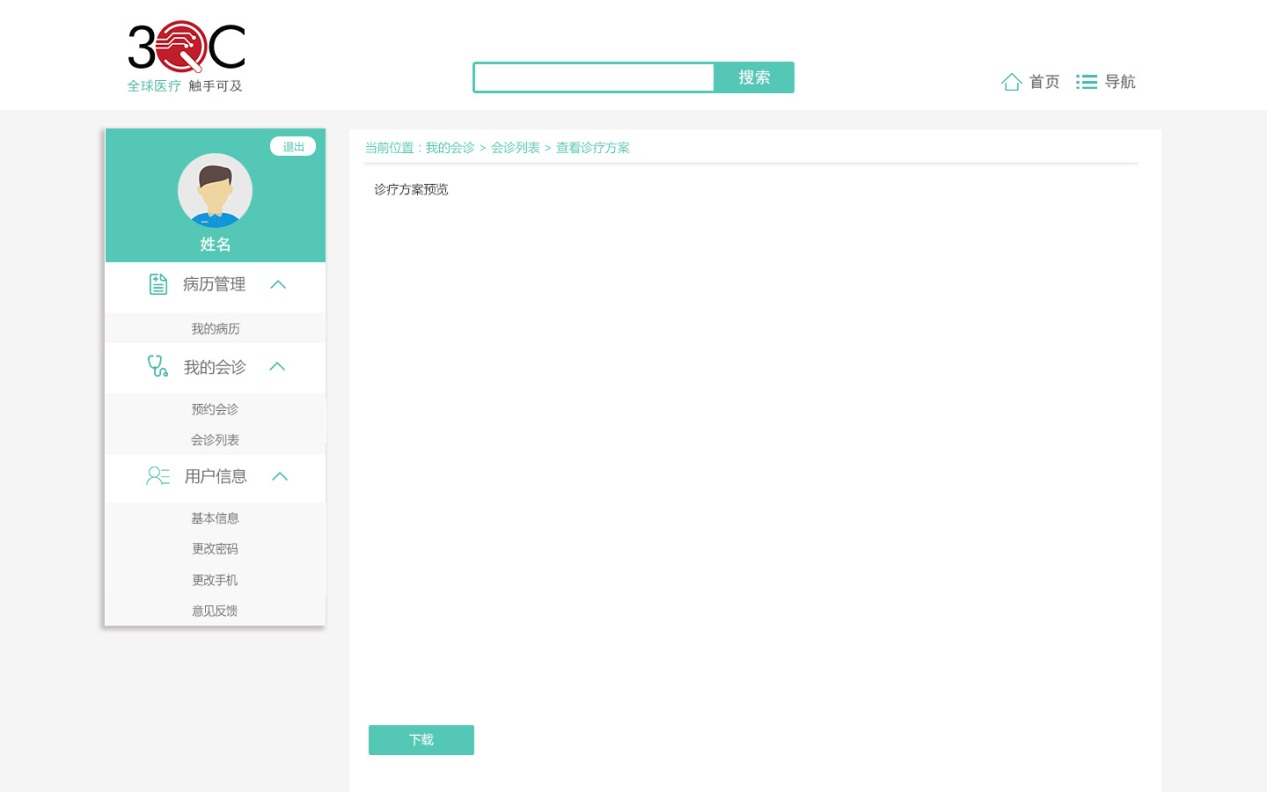 3QC
全球医疗 触手可及
搜索
首页
导航
退出
姓名
病历管理
我的病历
我的会诊
预约会诊
会诊列表
用户信息
基本信息
更改密码
更改手机
意见反馈
当前位置：我的会诊 > 会诊列表 > 查看诊疗方案
诊疗方案预览
下载